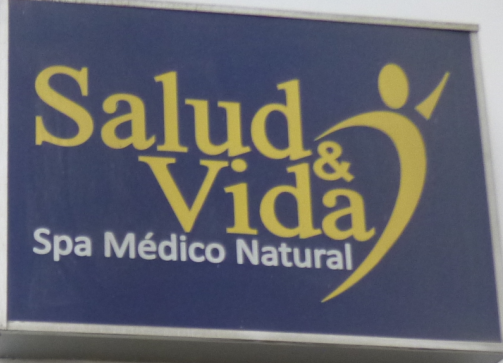 Salud
&
Vida
Spa Médico Natural